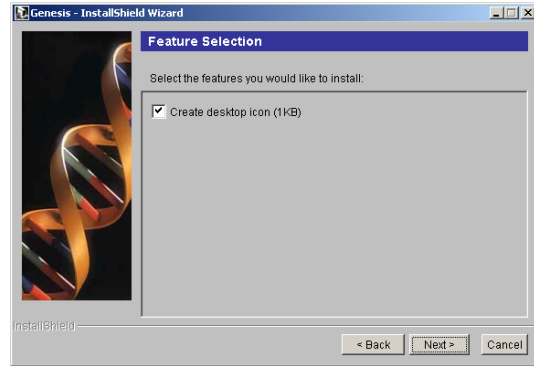 Genesis - InstallShield Wizard
Feature Selection
Select the features you would like to install:
Create desktop icon (1KB)
InstallShield
< Back Next > Cancel